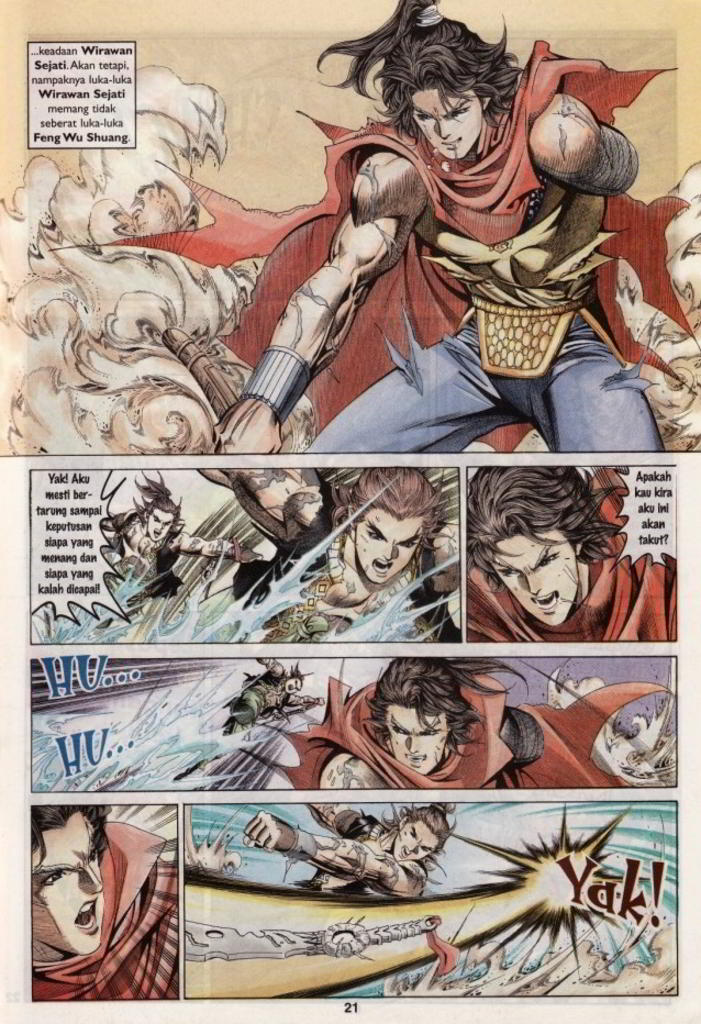 ...keadaan Wirawan
Sejati. Akan tetapi,
nampaknya luka-luka
Wirawan Sejati
memang tidak
seberat luka-luka
Feng Wu Shuang.
Yak! Aku
mesti ber-
tarung sampai
keputusan
siapa yang
menang dan
siapa yang
kalah dicapai!
Apakah
kau kira
aku ini
akan
takut?
HU...
HU...
Yak!
21